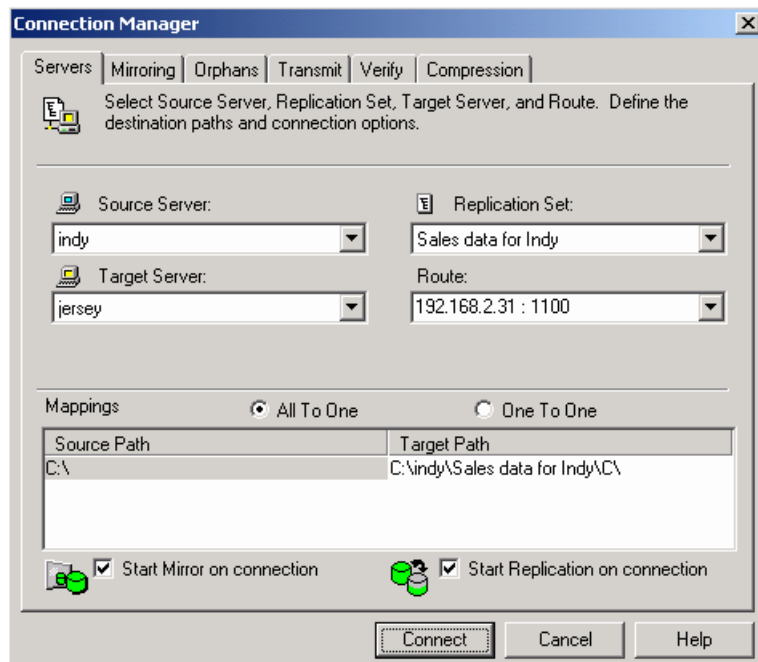 Connection Manager
Servers Mirroring Orphans Transmit Verify Compression
Select Source Server, Replication Set, Target Server, and Route. Define the
destination paths and connection options.
Source Server: Replication Set:
indy Sales data for Indy
Target Server: Route:
jersey 192.168.2.31 : 1100
Mappings All To One One To One
Source Path Target Path
C:\ C:\indy\Sales data for Indy\C\
Start Mirror on connection Start Replication on connection
Connect Cancel Help